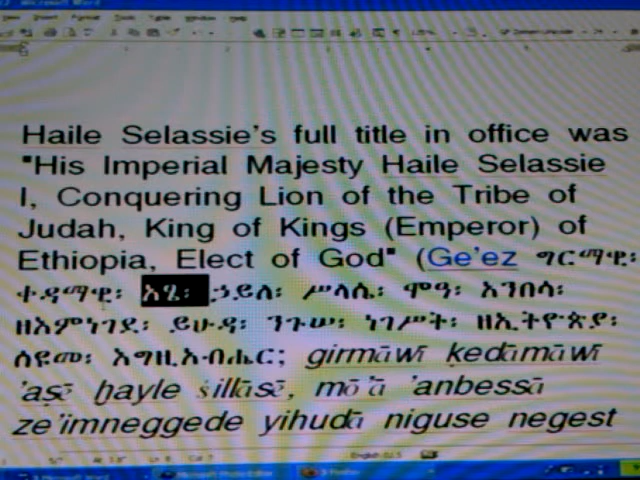 Haile Selassie's full title in office was
"His Imperial Majesty Haile Selassie
I, Conquering Lion of the Tribe of
Judah, King of Kings (Emperor) of
Ethiopia, Elect of God" (Ge'ez ግርማዊ፡
ቀዳማዊ፡ አፄ፡ ኃይለ፡ ሥላሴ፡ ሞዓ፡ አንበሳ፡
ዘእምነገደ፡ ይሁዳ፡ ንጉሠ፡ ነገሥት፡ ዘኢትዮጵያ፡
ሰዩመ፡ እግዚአብሔር; girmāwī ḳedāmāwī
'aṣē ḫayle śillāsē, mō'ā 'anbessā
ze'imneggede yihudā niguse negest